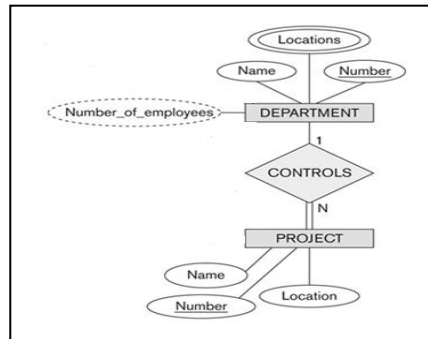 Locations
Name
Number
Number_of_employees
DEPARTMENT
1
CONTROLS
N
PROJECT
Name
Number
Location